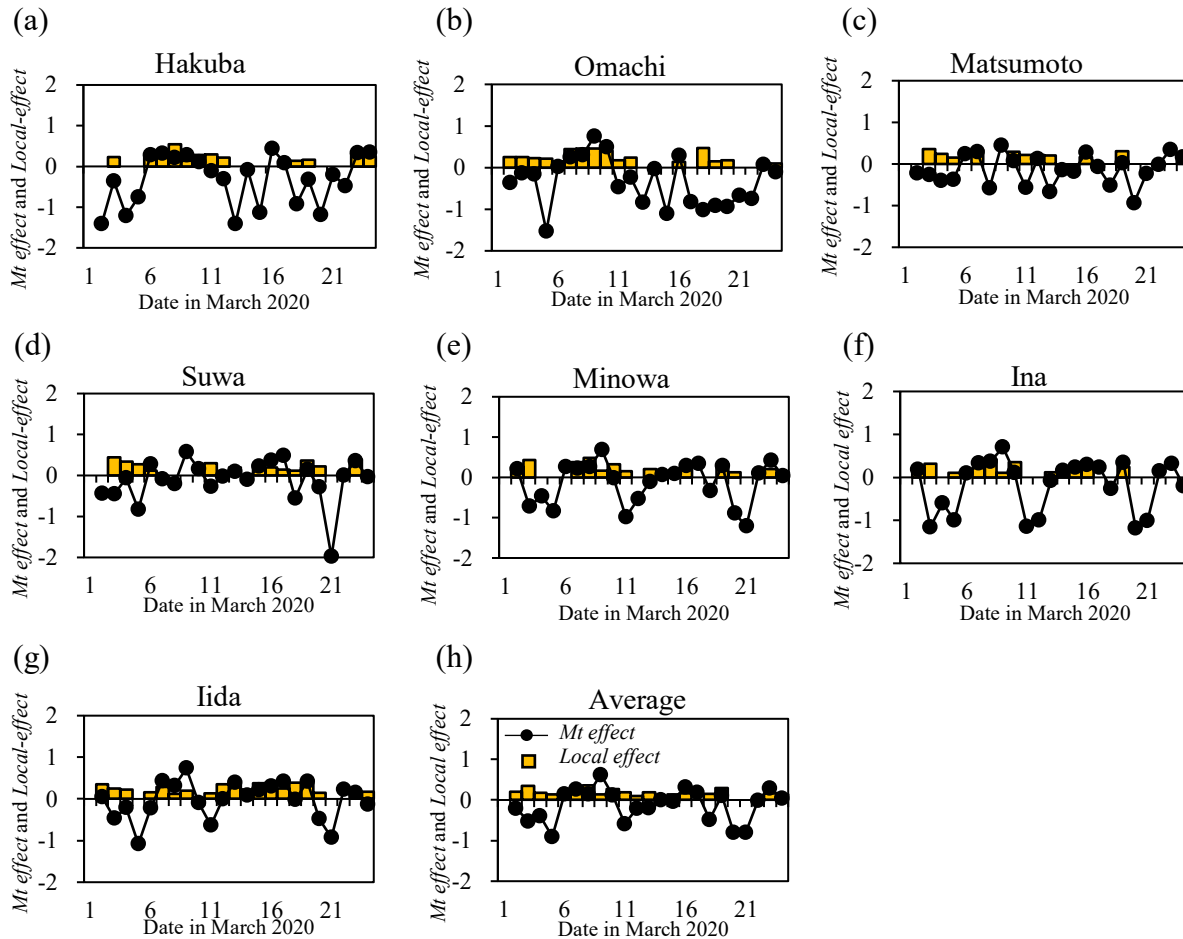 (a)
Hakuba
Mt effect and Local-effect
2
1
0
-1
-2
1 6 11 16 21
Date in March 2020
(b)
Omachi
Mt effect and Local-effect
2
1
0
-1
-2
1 6 11 16 21
Date in March 2020
(c)
Matsumoto
Mt effect and Local-effect
2
1
0
-1
-2
1 6 11 16 21
Date in March 2020
(d)
Suwa
Mt effect and Local-effect
2
1
0
-1
-2
1 6 11 16 21
Date in March 2020
(e)
Minowa
Mt effect and Local-effect
2
1
0
-1
-2
1 6 11 16 21
Date in March 2020
(f)
Ina
Mt effect and Local effect
2
1
0
-1
-2
1 6 11 16 21
Date in March 2020
(g)
Iida
Mt effect and Local-effect
2
1
0
-1
-2
1 6 11 16 21
Date in March 2020
(h)
Average
Mt effect and Local effect
2
1
0
-1
-2
Mt effect
Local effect
1 6 11 16 21
Date in March 2020